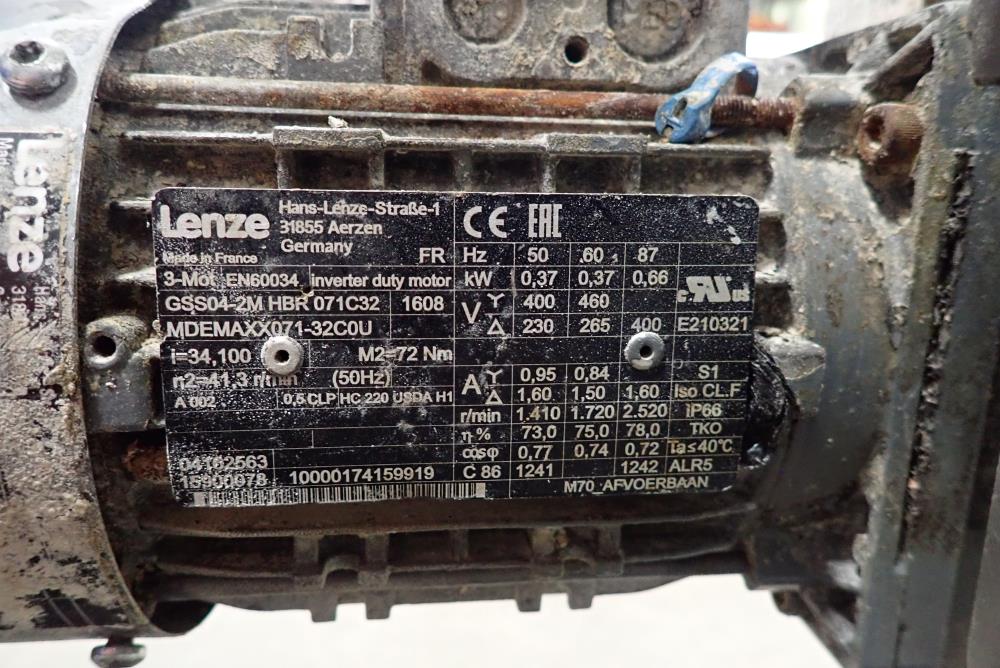 Lenze
Hans-Lenze-Straße-1
31855 Aerzen
Germany
Made in France FR
3-Mot. EN60034 inverter duty motor
GSS04-2M HBR 071C32 1608
MDEMAXX071-32C0U
i=34,100 M2=72 Nm
n2=41.3 r/min (50Hz)
A 002 0,5 CLP HC 220 USDA H1
04162563
15900078 10000174159919
CE EAC
Hz 50 60 87
kW 0,37 0,37 0,66
V Y 400 460
Δ 230 265 400
c RU us
E210321
A Y 0,95 0,84 S1
Δ 1,60 1,50 1,60 Iso CL.F
r/min 1.410 1.720 2.520 IP66
η % 73,0 75,0 78,0 TKO
cosφ 0,77 0,74 0,72 Ta≤40°C
C 86 1241 1242 ALR5
M70 AFVOERBAAN
Lenze